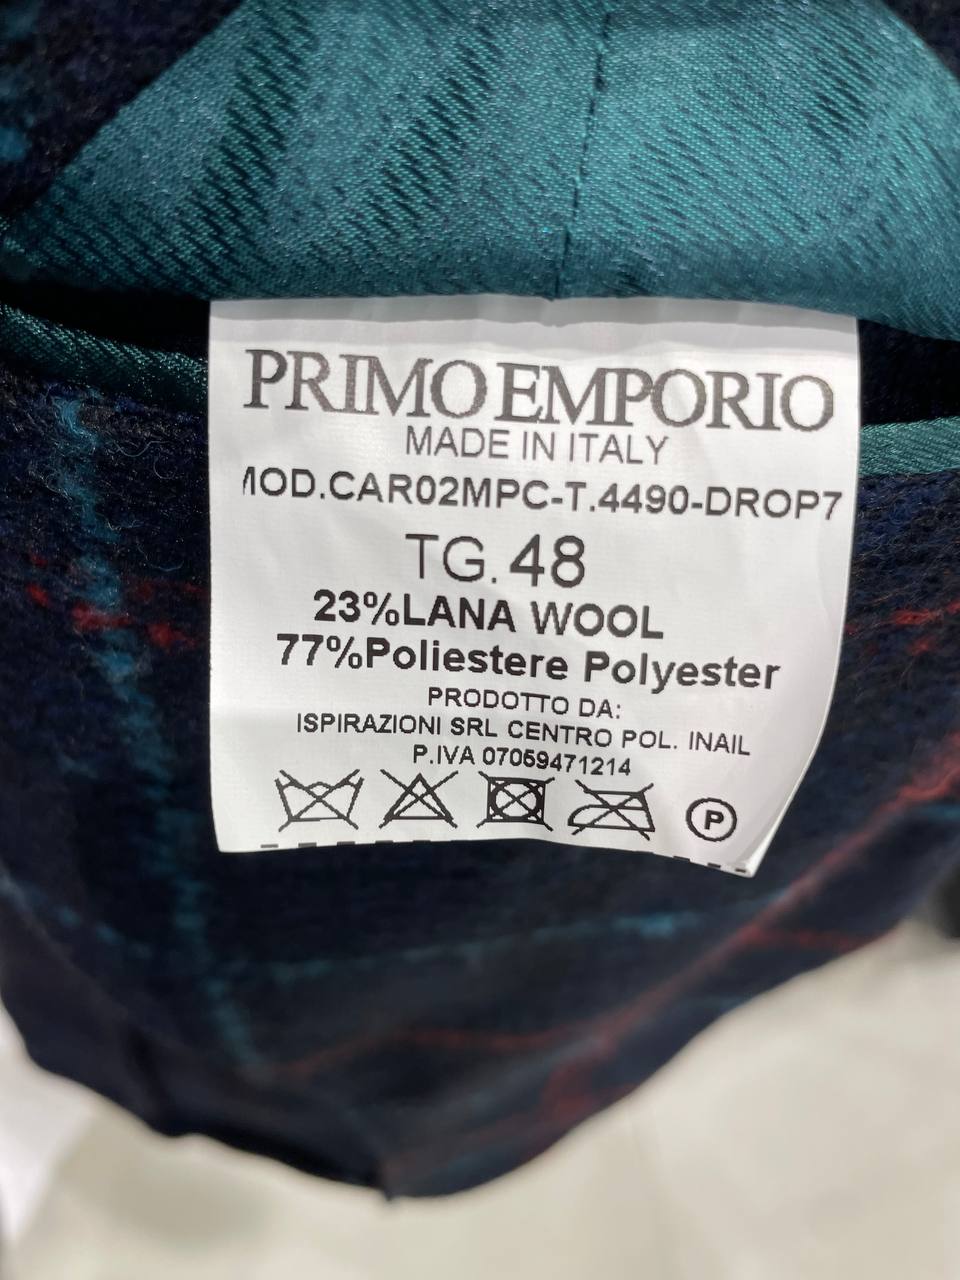 PRIMO EMPORIO
MADE IN ITALY
MOD.CAR02MPC-T.4490-DROP7
TG. 48
23%LANA WOOL
77%Poliestere Polyester
PRODOTTO DA:
ISPIRAZIONI SRL CENTRO POL. INAIL
P.IVA 07059471214
P